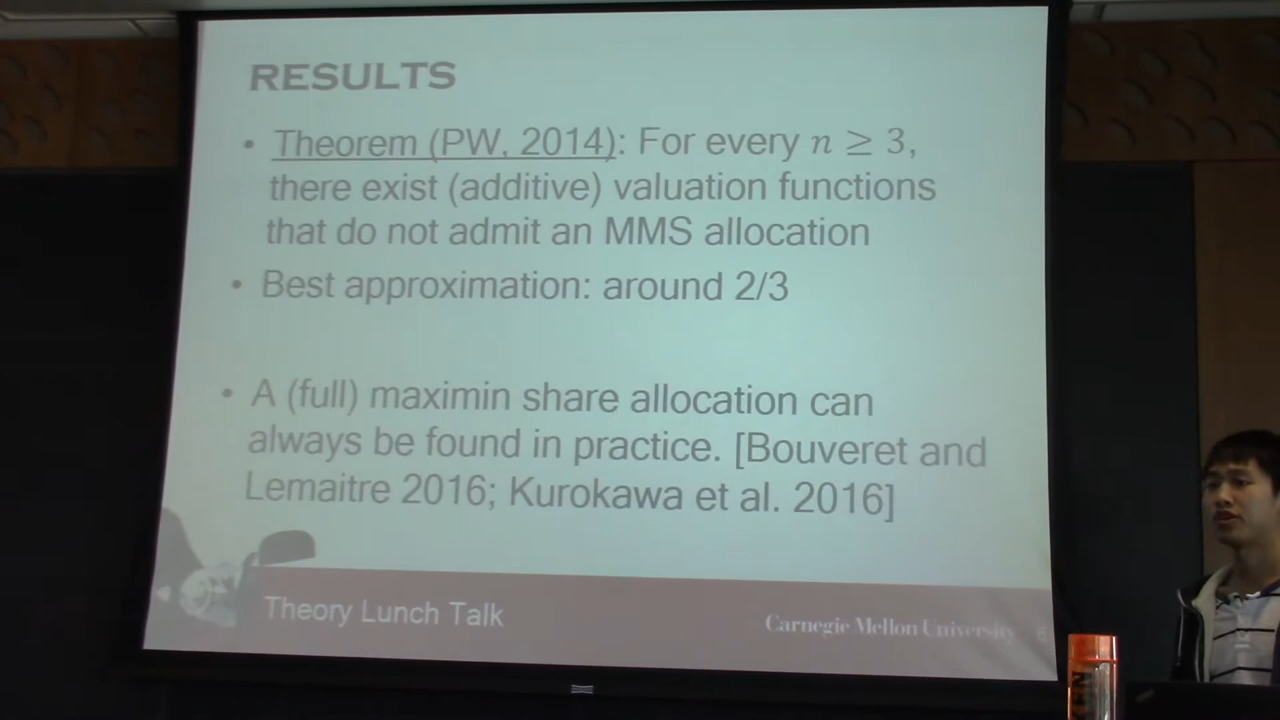 RESULTS
• Theorem (PW, 2014): For every n ≥ 3,
there exist (additive) valuation functions
that do not admit an MMS allocation
• Best approximation: around 2/3
• A (full) maximin share allocation can
always be found in practice. [Bouveret and
Lemaitre 2016; Kurokawa et al. 2016]
Theory Lunch Talk
Carnegie Mellon University
6